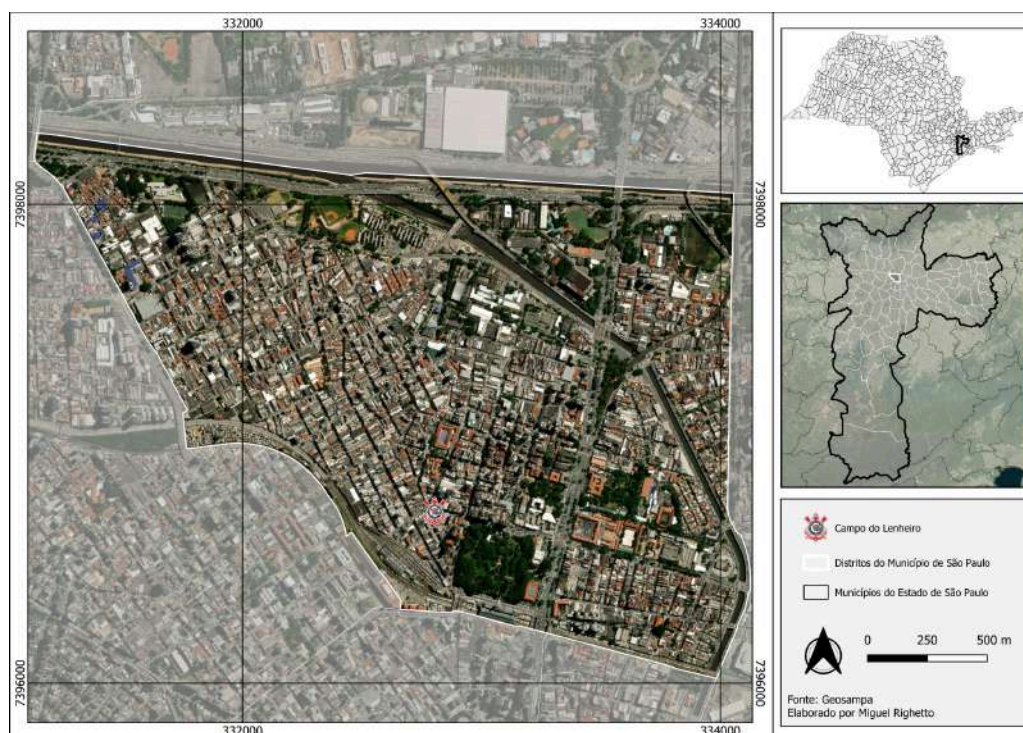 332000
334000
7398000
7398000
7396000
7396000
332000
334000
Campo do Lenheiro
Distritos do Município de São Paulo
Municípios do Estado de São Paulo
0
250
500 m
Fonte: Geosampa
Elaborado por Miguel Righetto